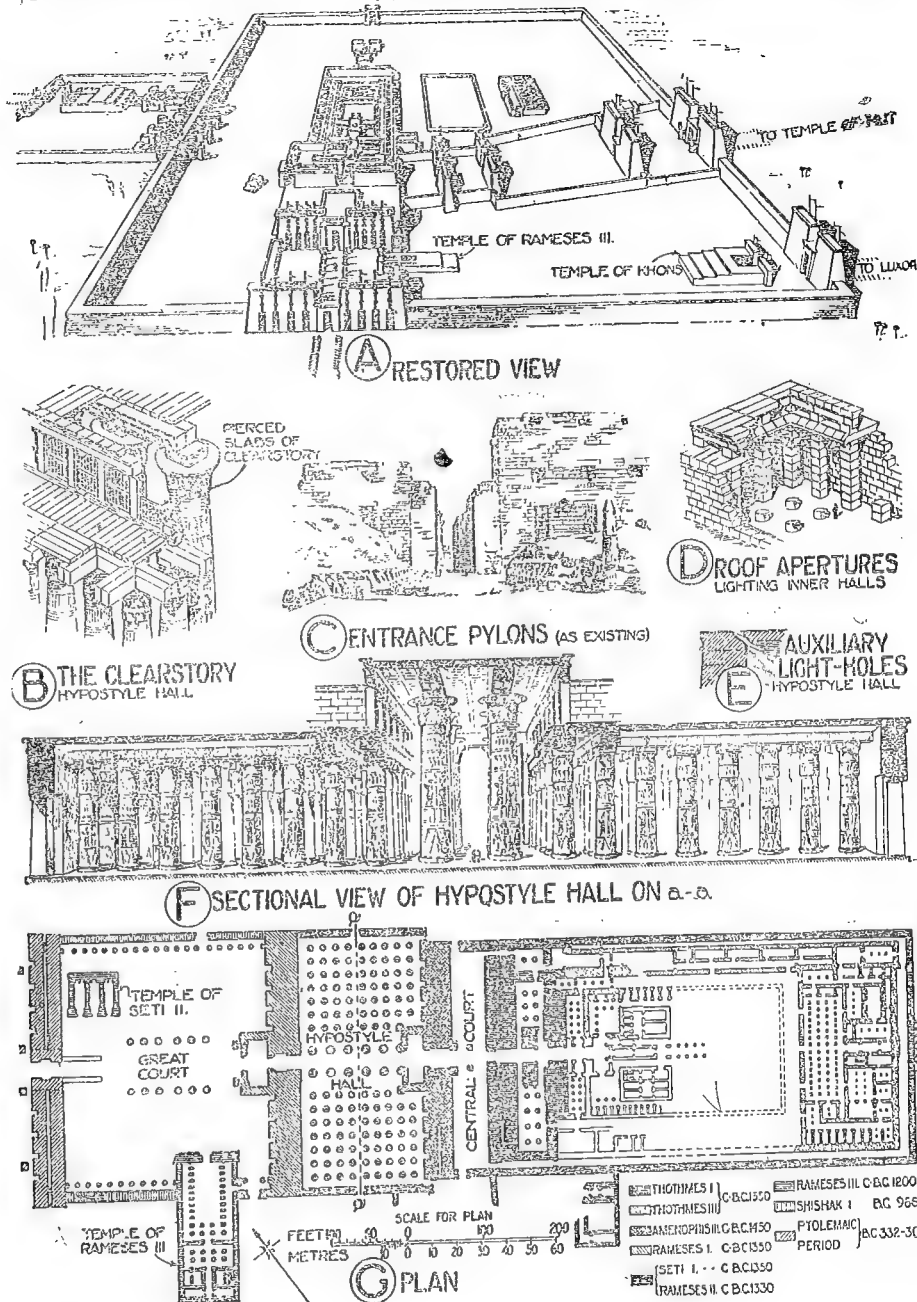 TO TEMPLE OF MUT
TEMPLE OF RAMESES III.
TEMPLE OF KHONS
TO LUXOR
A RESTORED VIEW
PIERCED
SLABS OF
CLEARSTORY
D ROOF APERTURES
LIGHTING INNER HALLS
C ENTRANCE PYLONS (AS EXISTING)
B THE CLEARSTORY
HYPOSTYLE HALL
E AUXILIARY
LIGHT-HOLES
HYPOSTYLE HALL
F SECTIONAL VIEW OF HYPOSTYLE HALL ON a-a.
TEMPLE OF
SETI II.
GREAT
COURT
HYPOSTYLE
HALL
CENTRAL COURT
TEMPLE OF
RAMESES III
SCALE FOR PLAN
FEET 0 100 200
METRES 0 10 20 30 40 50 60
G PLAN
THOTHMES I
THOTHMES III
C·B.C.1550
AMENOPHIS III. C.B.C.1450
RAMESES I. C·B.C.1350
SETI I. - - C B.C.1350
RAMESES II. C B.C.1330
RAMESES III. C·B.C.1200
SHISHAK I B.C. 966
PTOLEMAIC
PERIOD
B.C.332-30